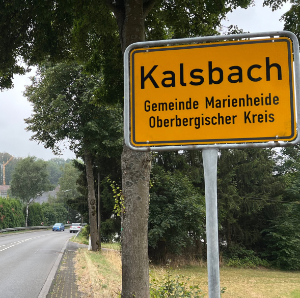 Kalsbach
Gemeinde Marienheide
Oberbergischer Kreis